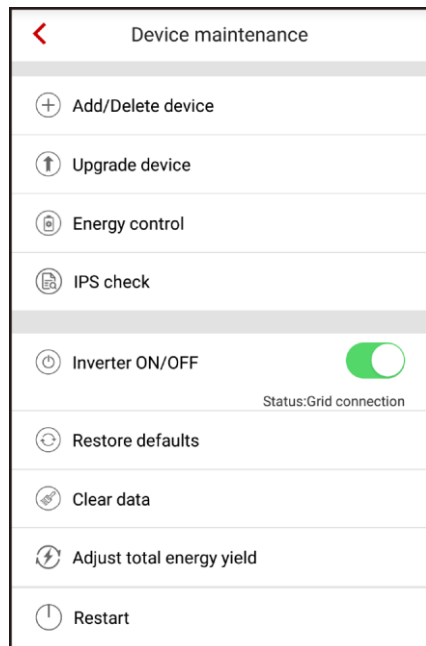 Device maintenance
Add/Delete device
Upgrade device
Energy control
IPS check
Inverter ON/OFF
Status:Grid connection
Restore defaults
Clear data
Adjust total energy yield
Restart